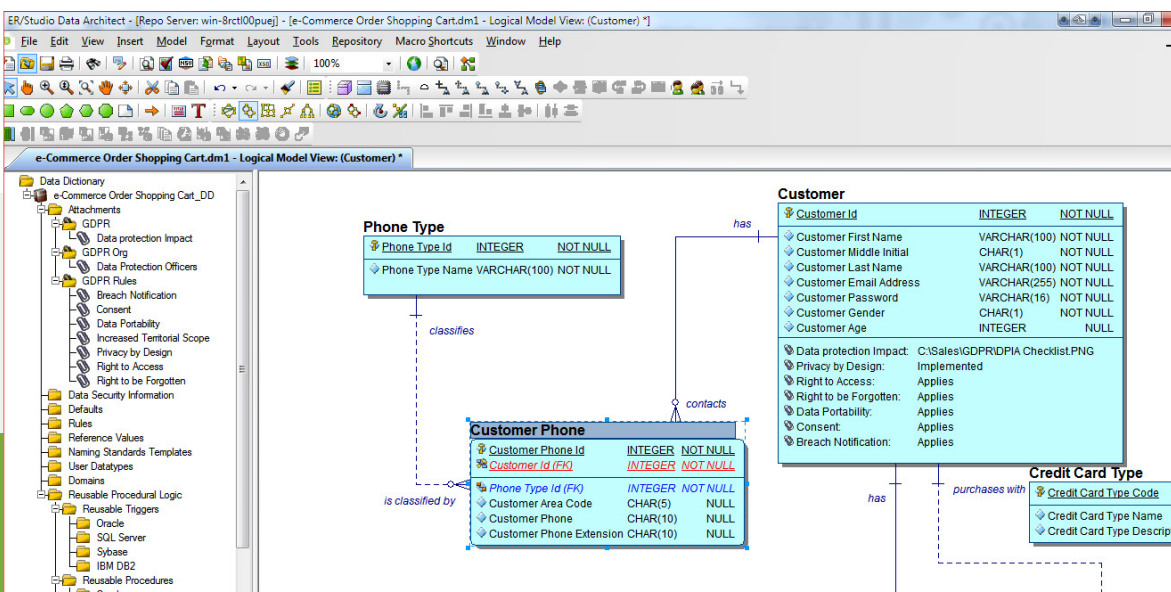 ER/Studio Data Architect - [Repo Server: win-8rctl00puej] - [e-Commerce Order Shopping Cart.dm1 - Logical Model View: (Customer) *]
File Edit View Insert Model Format Layout Tools Repository Macro Shortcuts Window Help
100%
e-Commerce Order Shopping Cart.dm1 - Logical Model View: (Customer) *
Data Dictionary
e-Commerce Order Shopping Cart_DD
Attachments
GDPR
Data protection Impact
GDPR Org
Data Protection Officers
GDPR Rules
Breach Notification
Consent
Data Portability
Increased Territorial Scope
Privacy by Design
Right to Access
Right to be Forgotten
Data Security Information
Defaults
Rules
Reference Values
Naming Standards Templates
User Datatypes
Domains
Reusable Procedural Logic
Reusable Triggers
Oracle
SQL Server
Sybase
IBM DB2
Reusable Procedures
Phone Type
Phone Type Id INTEGER NOT NULL
Phone Type Name VARCHAR(100) NOT NULL
classifies
is classified by
has
contacts
Customer Phone
Customer Phone Id INTEGER NOT NULL
Customer Id (FK) INTEGER NOT NULL
Phone Type Id (FK) INTEGER NOT NULL
Customer Area Code CHAR(5) NULL
Customer Phone CHAR(10) NULL
Customer Phone Extension CHAR(10) NULL
Customer
Customer Id INTEGER NOT NULL
Customer First Name VARCHAR(100) NOT NULL
Customer Middle Initial CHAR(1) NOT NULL
Customer Last Name VARCHAR(100) NOT NULL
Customer Email Address VARCHAR(255) NOT NULL
Customer Password VARCHAR(16) NOT NULL
Customer Gender CHAR(1) NOT NULL
Customer Age INTEGER NULL
Data protection Impact: C:\Sales\GDPR\DPIA Checklist.PNG
Privacy by Design: Implemented
Right to Access: Applies
Right to be Forgotten: Applies
Data Portability: Applies
Consent: Applies
Breach Notification: Applies
has
purchases with
Credit Card Type
Credit Card Type Code
Credit Card Type Name
Credit Card Type Descrip